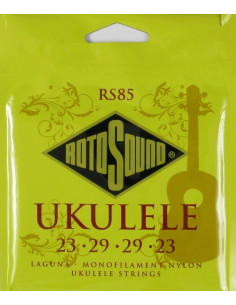 RS85
ROTOSOUND
UKULELE
23·29·29·23
LAGUNA - MONOFILAMENT NYLON
UKULELE STRINGS